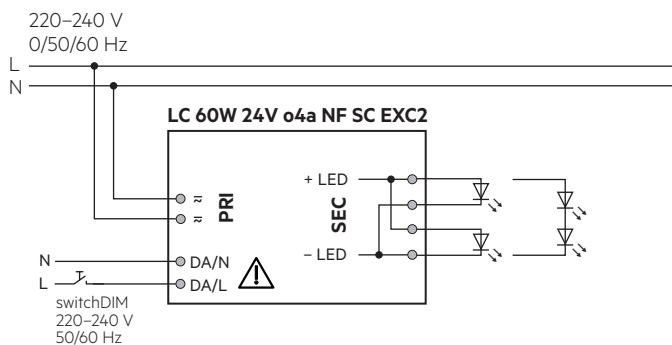 220–240 V
0/50/60 Hz
L
N
LC 60W 24V o4a NF SC EXC2
+ LED
PRI
SEC
– LED
N
DA/N
L
DA/L
switchDIM
220–240 V
50/60 Hz